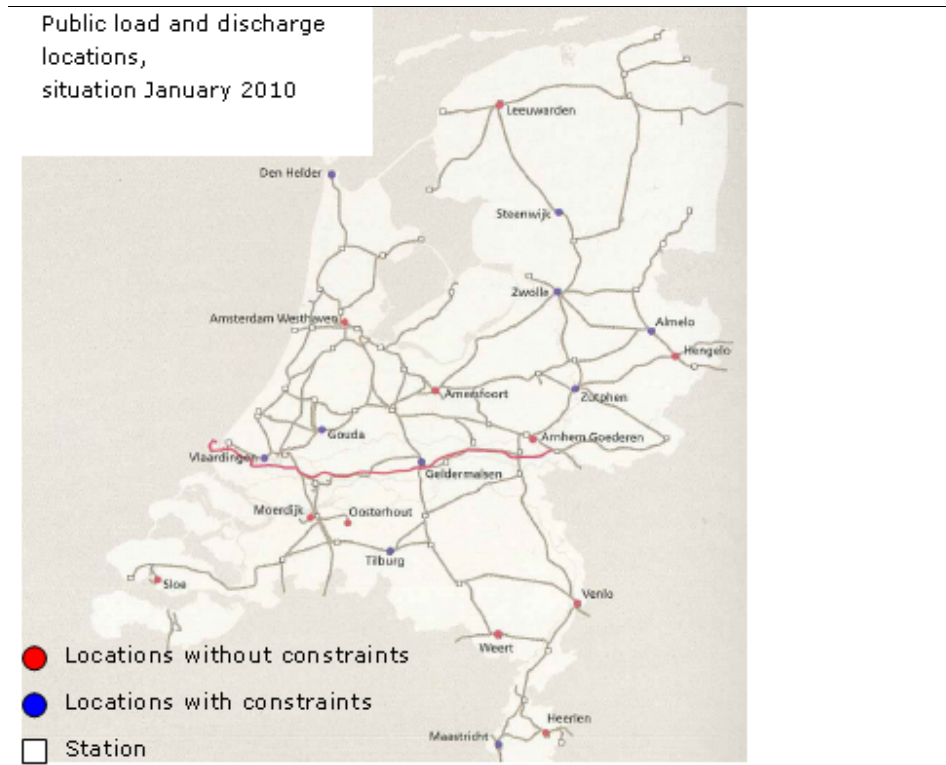 Public load and discharge
locations,
situation January 2010
Leeuwarden
Den Helder
Steenwijk
Zwolle
Amsterdam Westhaven
Almelo
Hengelo
Amersfoort
Zutphen
Gouda
Arnhem Goederen
Vlaardingen
Geldermalsen
Moerdijk
Oosterhout
Tilburg
Sloe
Venlo
Weert
Heerlen
Maastricht
Locations without constraints
Locations with constraints
Station